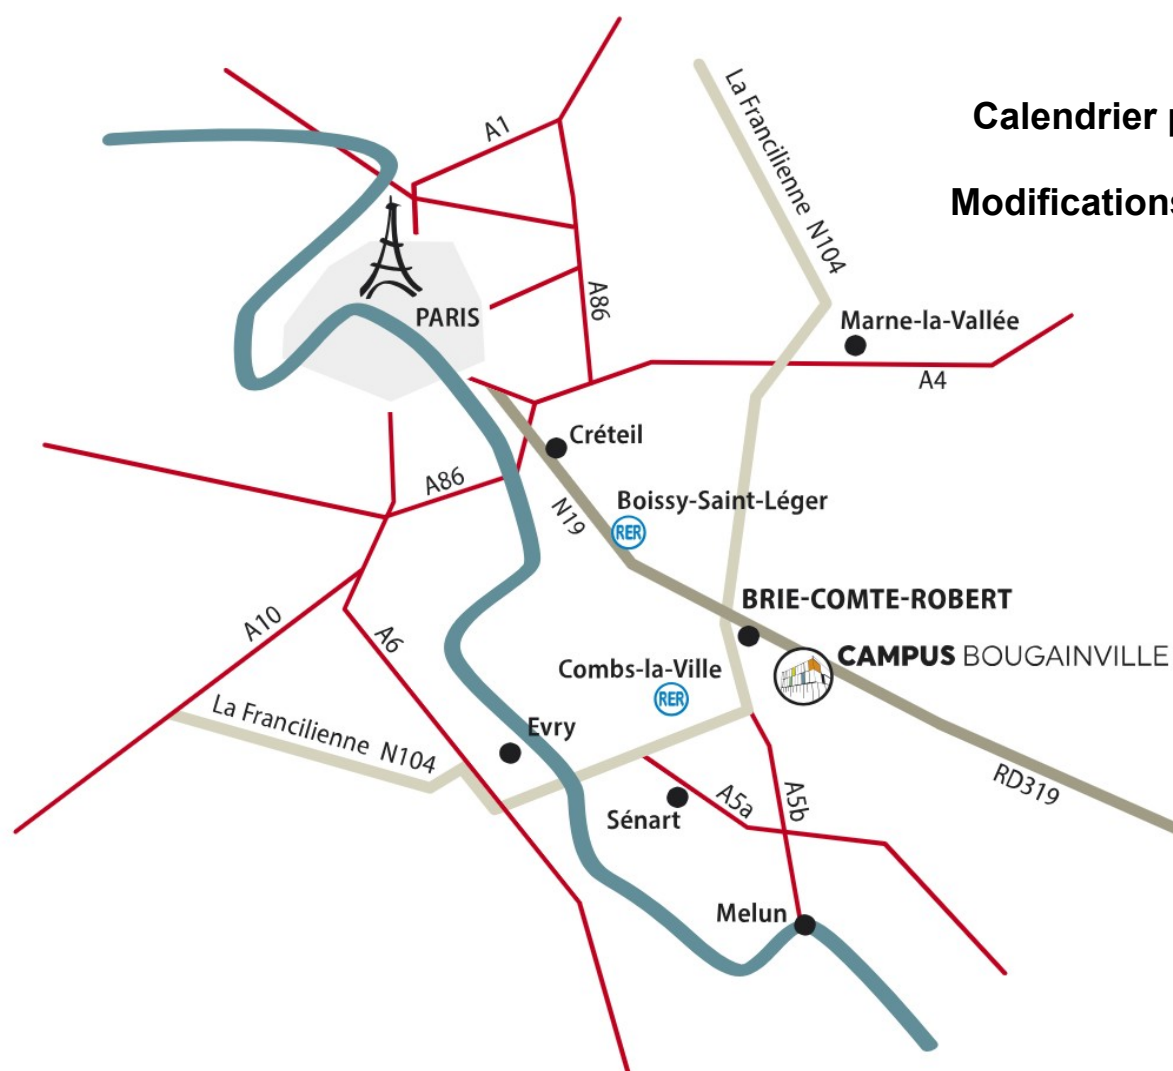 A1
La Francilienne N104
Calendrier
Modifications
PARIS
A86
Marne-la-Vallée
A4
Créteil
A86
Boissy-Saint-Léger
N19
RER
BRIE-COMTE-ROBERT
A10
A6
CAMPUS BOUGAINVILLE
Combs-la-Ville
RER
La Francilienne N104
Evry
RD319
A5a
A5b
Sénart
Melun